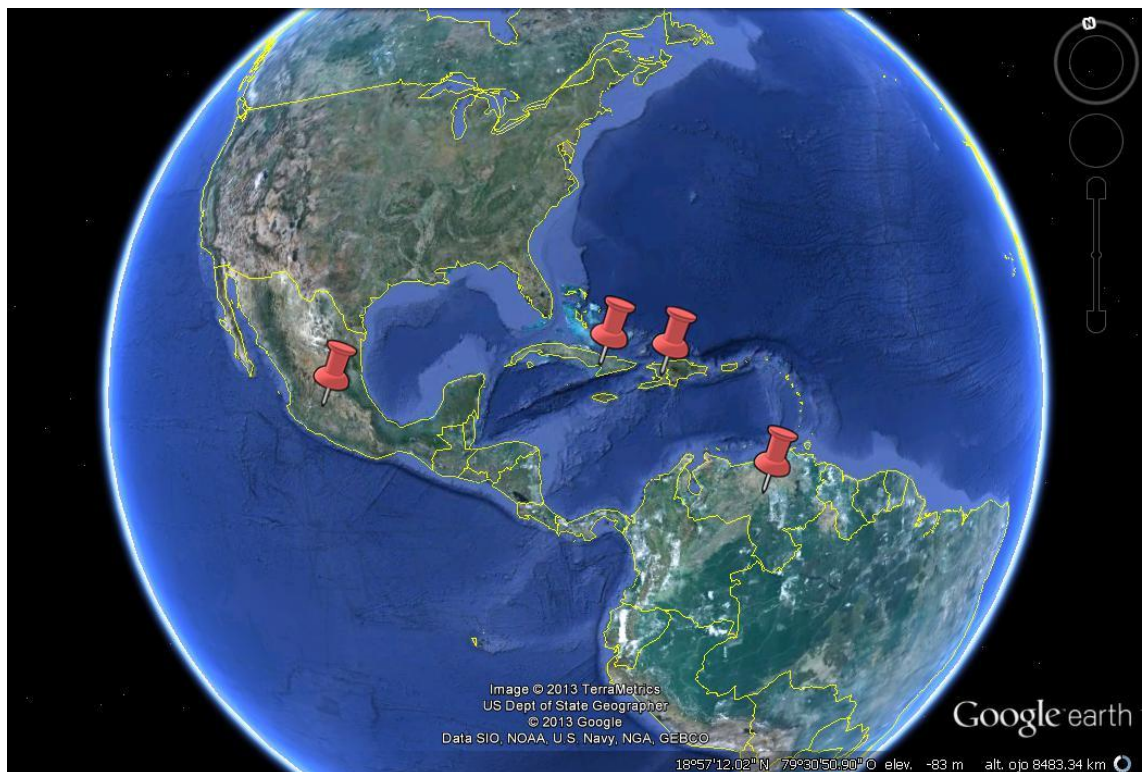 N
Image © 2013 TerraMetrics
US Dept of State Geographer
© 2013 Google
Data SIO, NOAA, U.S. Navy, NGA, GEBCO
Google earth
18°57'12.02" N 79°30'50.90" O elev. -83 m alt. ojo 8483.34 km